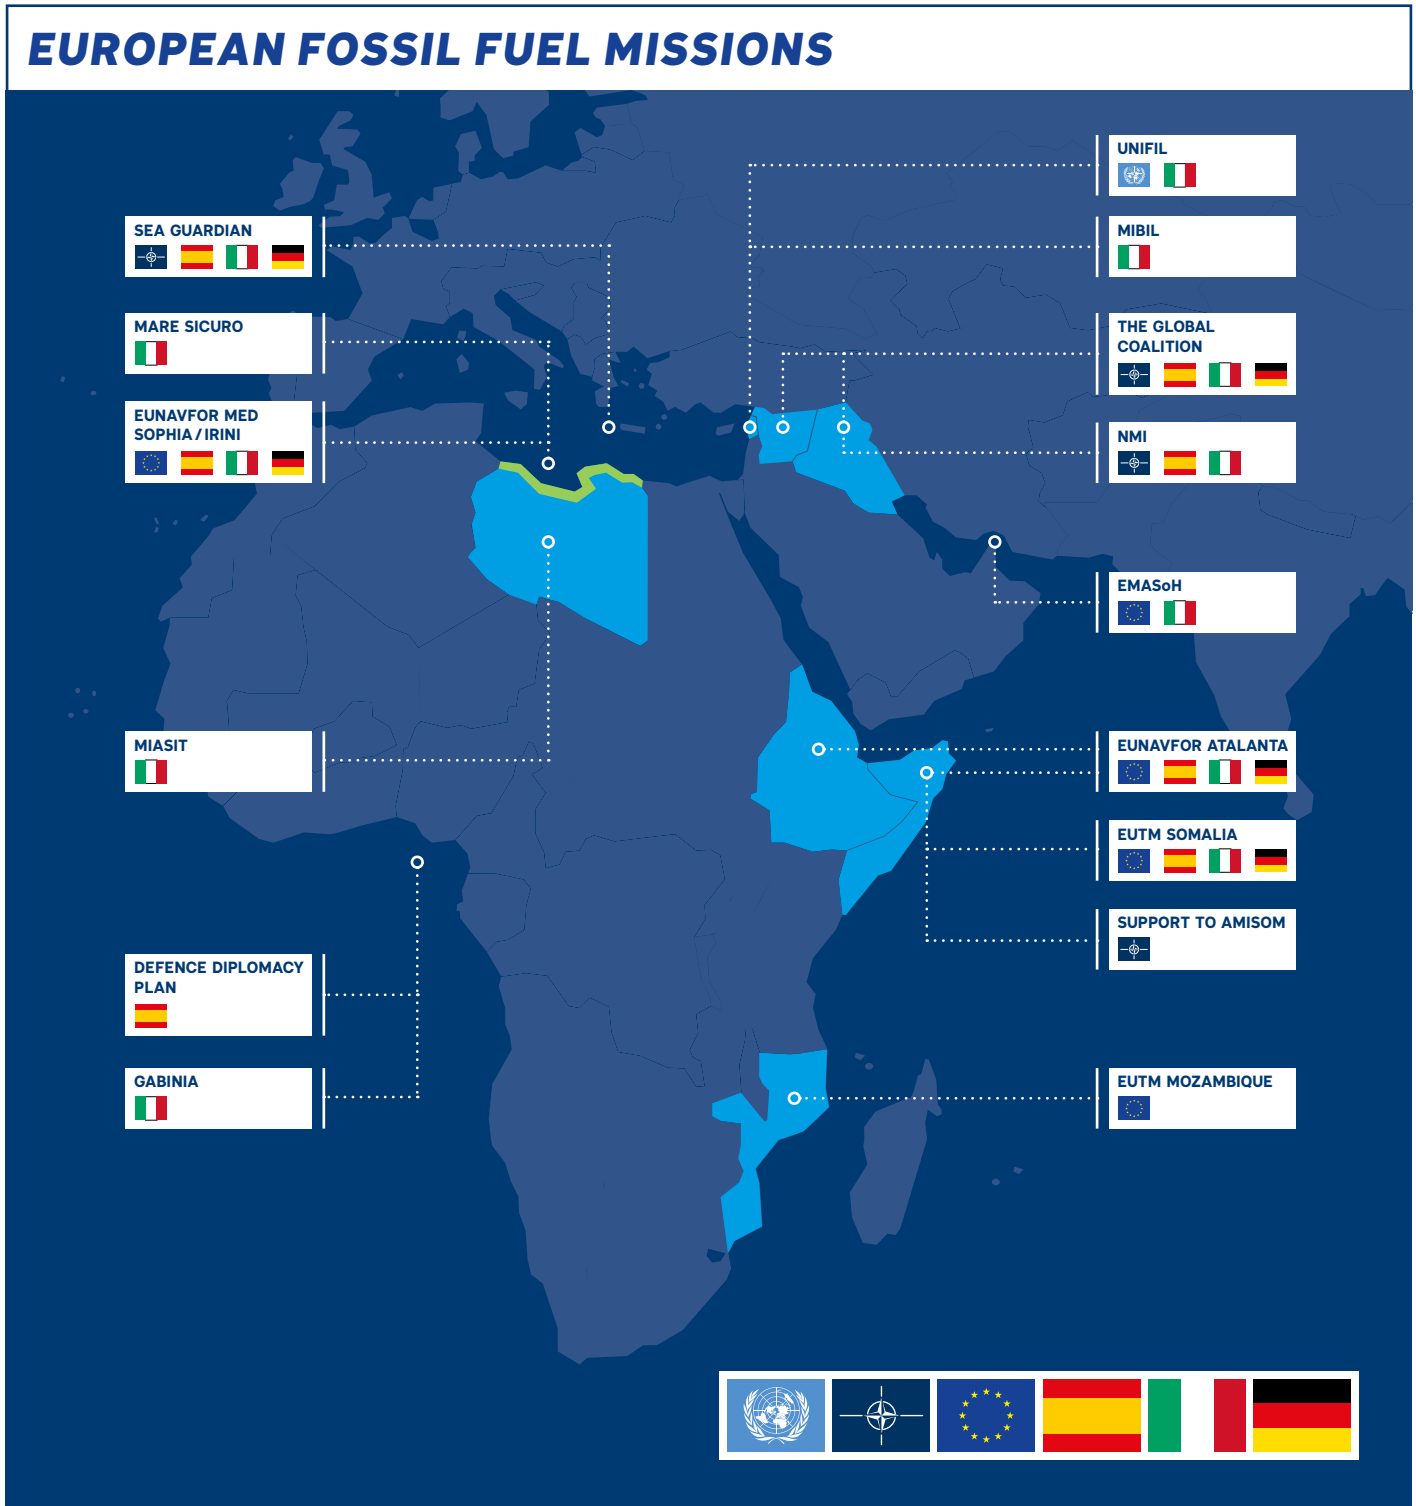 EUROPEAN FOSSIL FUEL MISSIONS
SEA GUARDIAN
MARE SICURO
EUNAVFOR MED
SOPHIA / IRINI
MIASIT
DEFENCE DIPLOMACY
PLAN
GABINIA
UNIFIL
MIBIL
THE GLOBAL
COALITION
NMI
EMASoH
EUNAVFOR ATALANTA
EUTM SOMALIA
SUPPORT TO AMISOM
EUTM MOZAMBIQUE